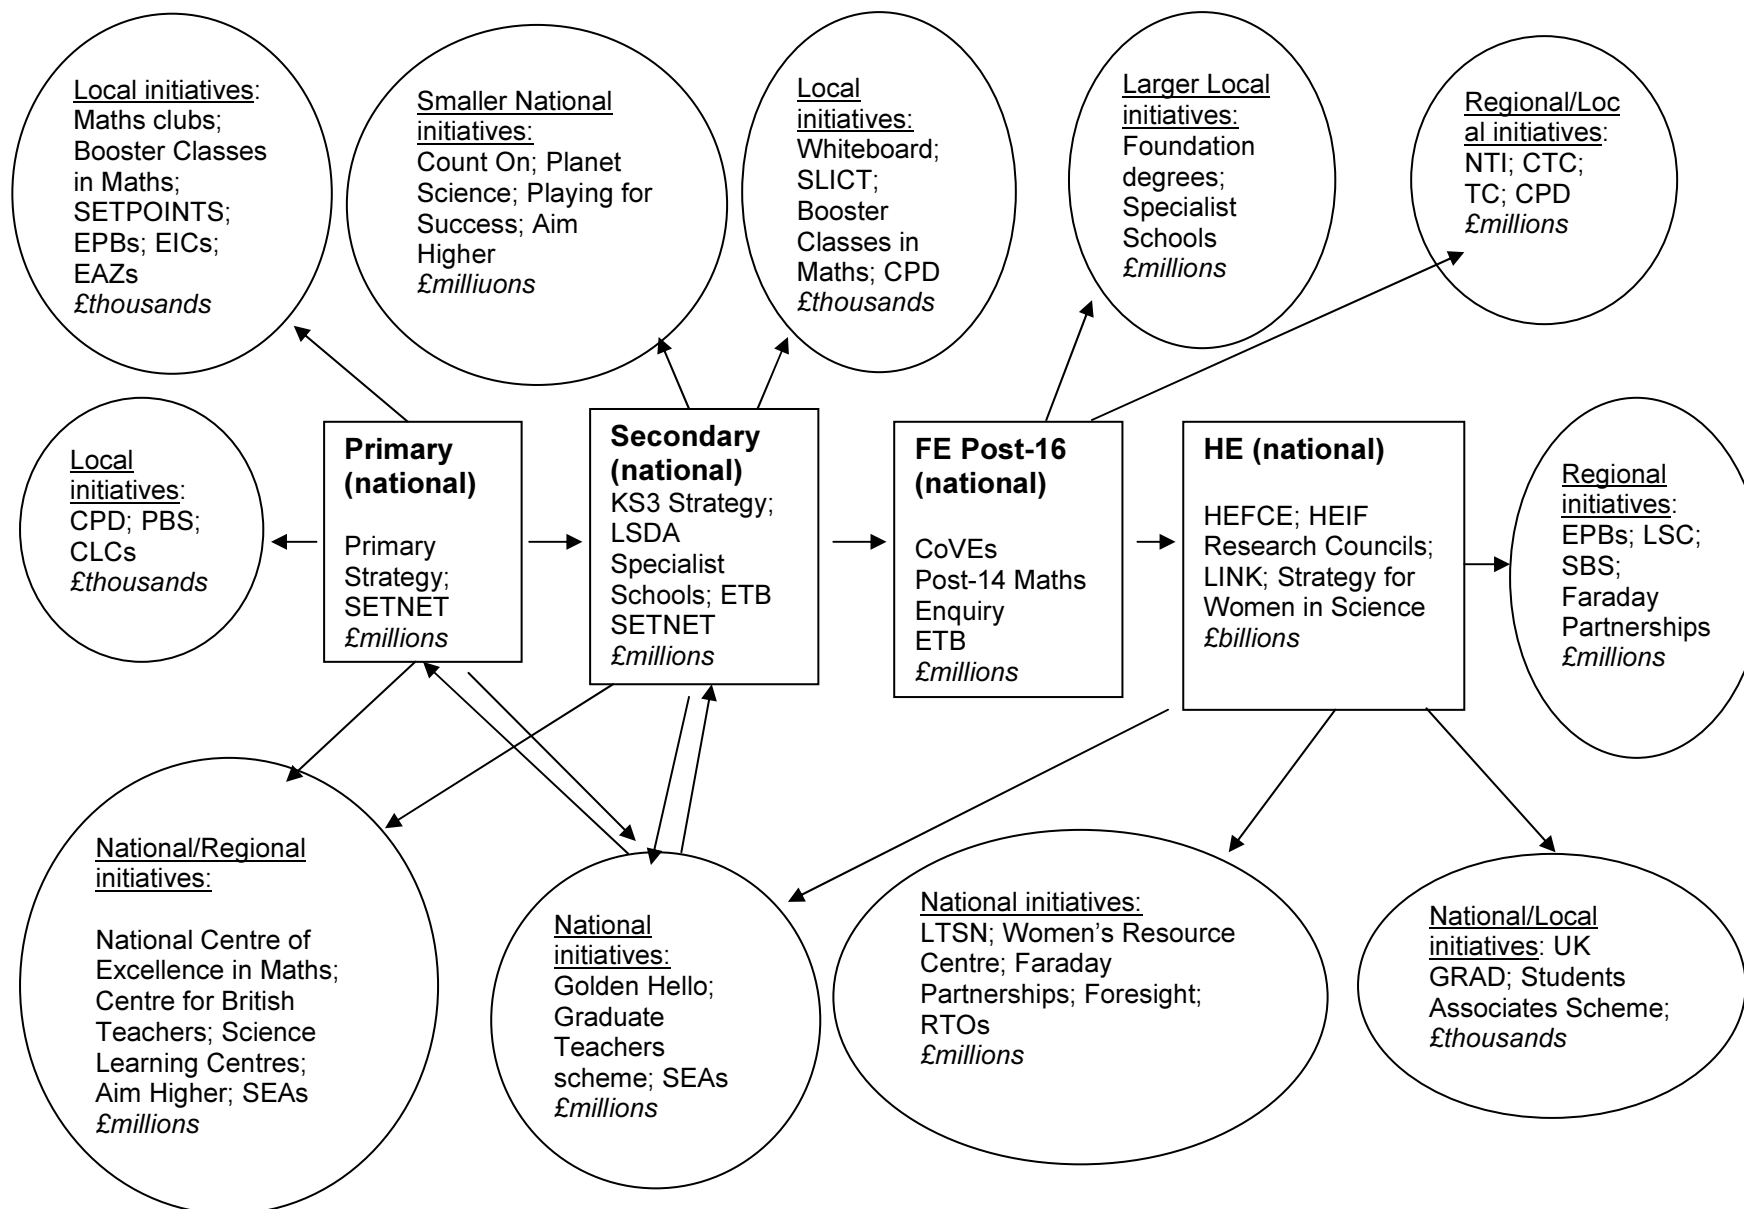 Local initiatives:
Maths clubs;
Booster Classes
in Maths;
SETPOINTS;
EPBs; EICs;
EAZs
£thousands
Smaller National
initiatives:
Count On; Planet
Science; Playing for
Success; Aim
Higher
£milliuons
Local
initiatives:
Whiteboard;
SLICT;
Booster
Classes in
Maths; CPD
£thousands
Larger Local
initiatives:
Foundation
degrees;
Specialist
Schools
£millions
Regional/Loc
al initiatives:
NTI; CTC;
TC; CPD
£millions
Local
initiatives:
CPD; PBS;
CLCs
£thousands
Primary
(national)
Primary
Strategy;
SETNET
£millions
Secondary
(national)
KS3 Strategy;
LSDA
Specialist
Schools; ETB
SETNET
£millions
FE Post-16
(national)
CoVEs
Post-14 Maths
Enquiry
ETB
£millions
HE (national)
HEFCE; HEIF
Research Councils;
LINK; Strategy for
Women in Science
£billions
Regional
initiatives:
EPBs; LSC;
SBS;
Faraday
Partnerships
£millions
National/Regional
initiatives:
National Centre of
Excellence in Maths;
Centre for British
Teachers; Science
Learning Centres;
Aim Higher; SEAs
£millions
National
initiatives:
Golden Hello;
Graduate
Teachers
scheme; SEAs
£millions
National initiatives:
LTSN; Women’s Resource
Centre; Faraday
Partnerships; Foresight;
RTOs
£millions
National/Local
initiatives: UK
GRAD; Students
Associates Scheme;
£thousands